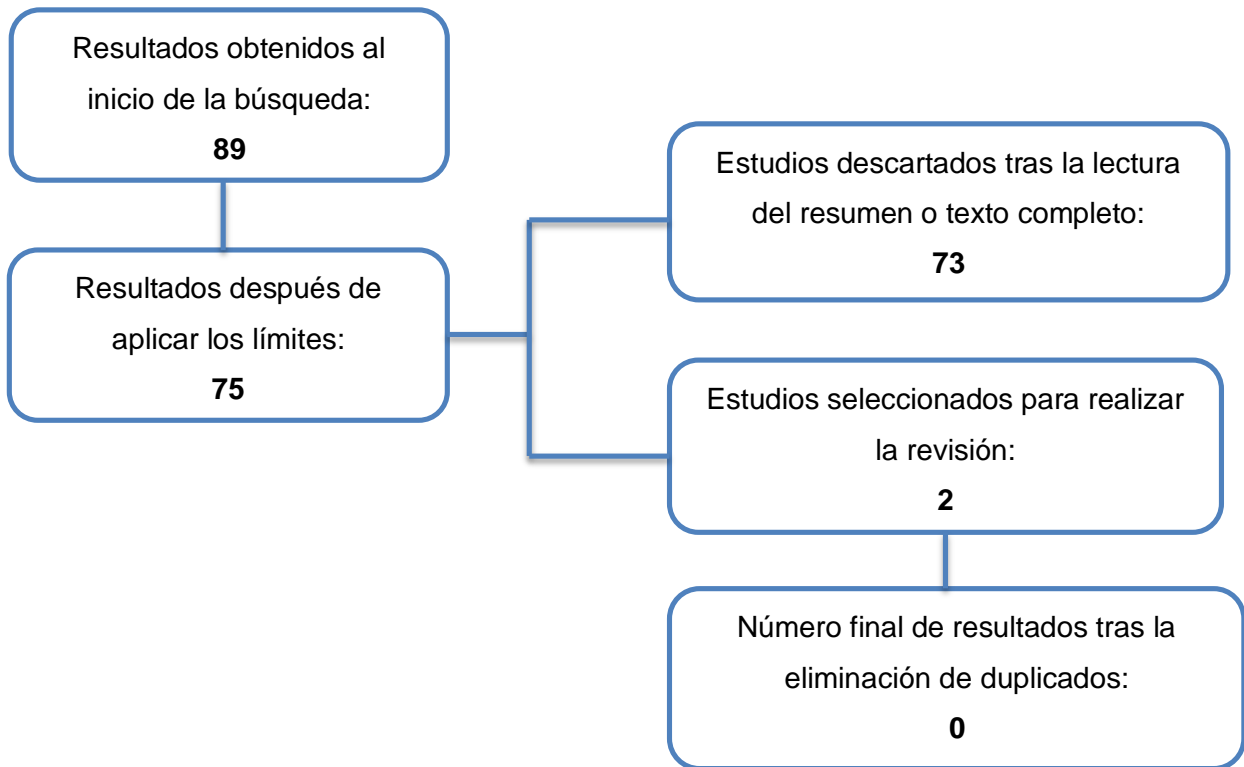 Resultados obtenidos al
inicio de la búsqueda:
89
Resultados después de
aplicar los límites:
75
Estudios descartados tras la lectura
del resumen o texto completo:
73
Estudios seleccionados para realizar
la revisión:
2
Número final de resultados tras la
eliminación de duplicados:
0